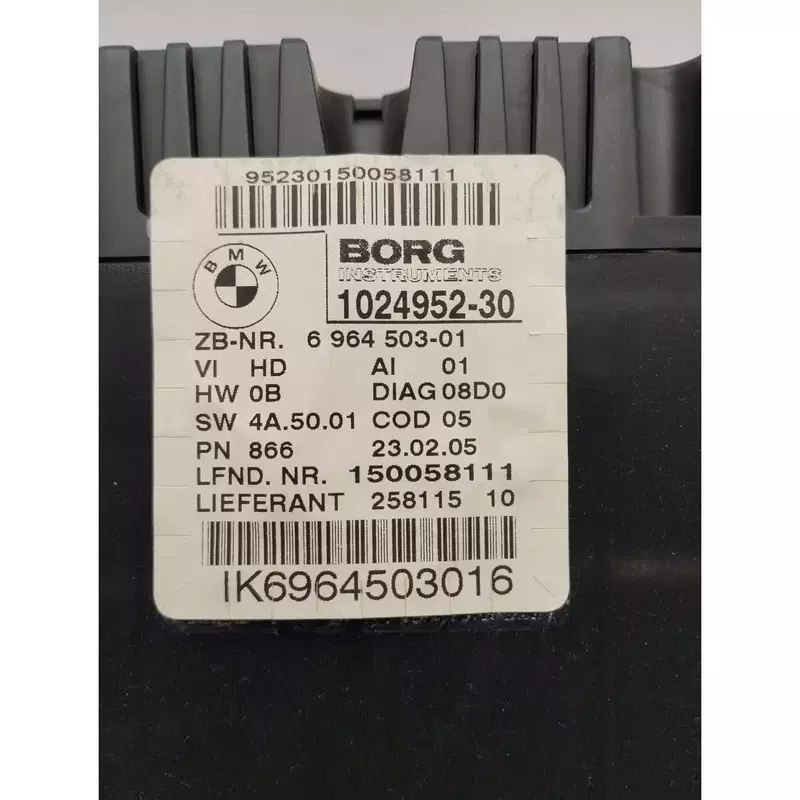 95230150058111
BMW
BORG
INSTRUMENTS
1024952-30
ZB-NR. 6 964 503-01
VI HD AI 01
HW 0B DIAG 08D0
SW 4A.50.01 COD 05
PN 866 23.02.05
LFND. NR. 150058111
LIEFERANT 258115 10
IK6964503016